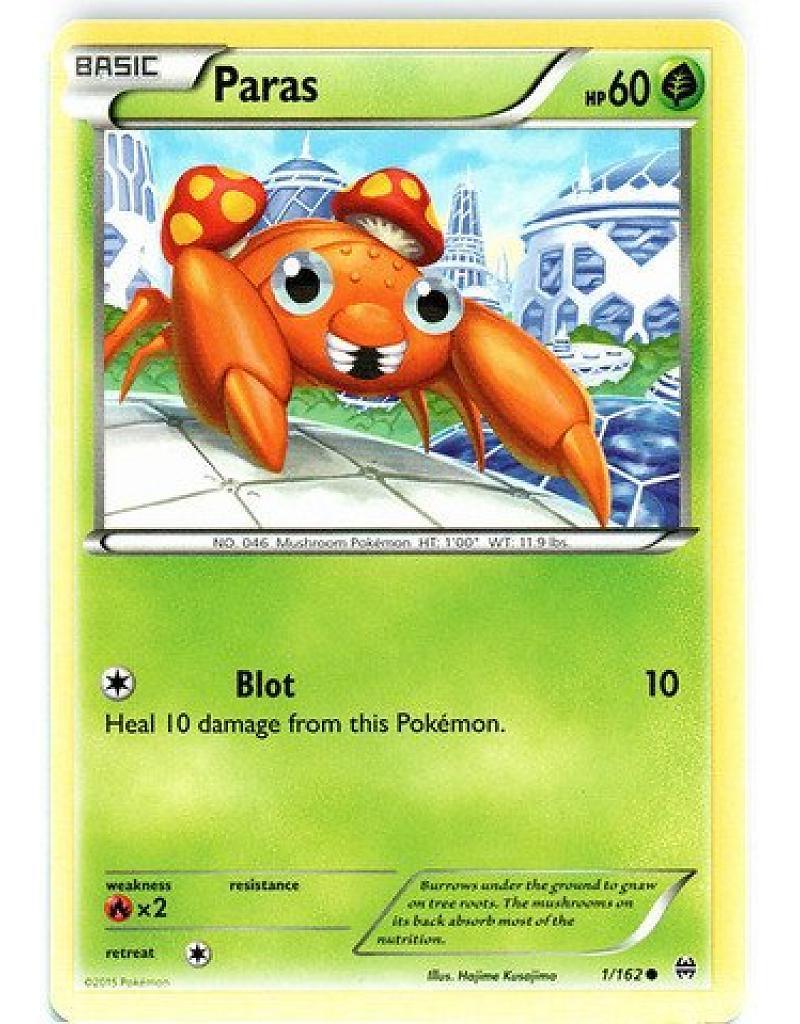 BASIC
Paras
HP60
NO. 046 Mushroom Pokémon HT: 1'00" WT: 11.9 lbs.
Blot 10
Heal 10 damage from this Pokémon.
weakness resistance
×2
Burrows under the ground to gnaw
on tree roots. The mushrooms on
its back absorb most of the
nutrition.
retreat
©2015 Pokémon
Illus. Hajime Kusajima
1/162